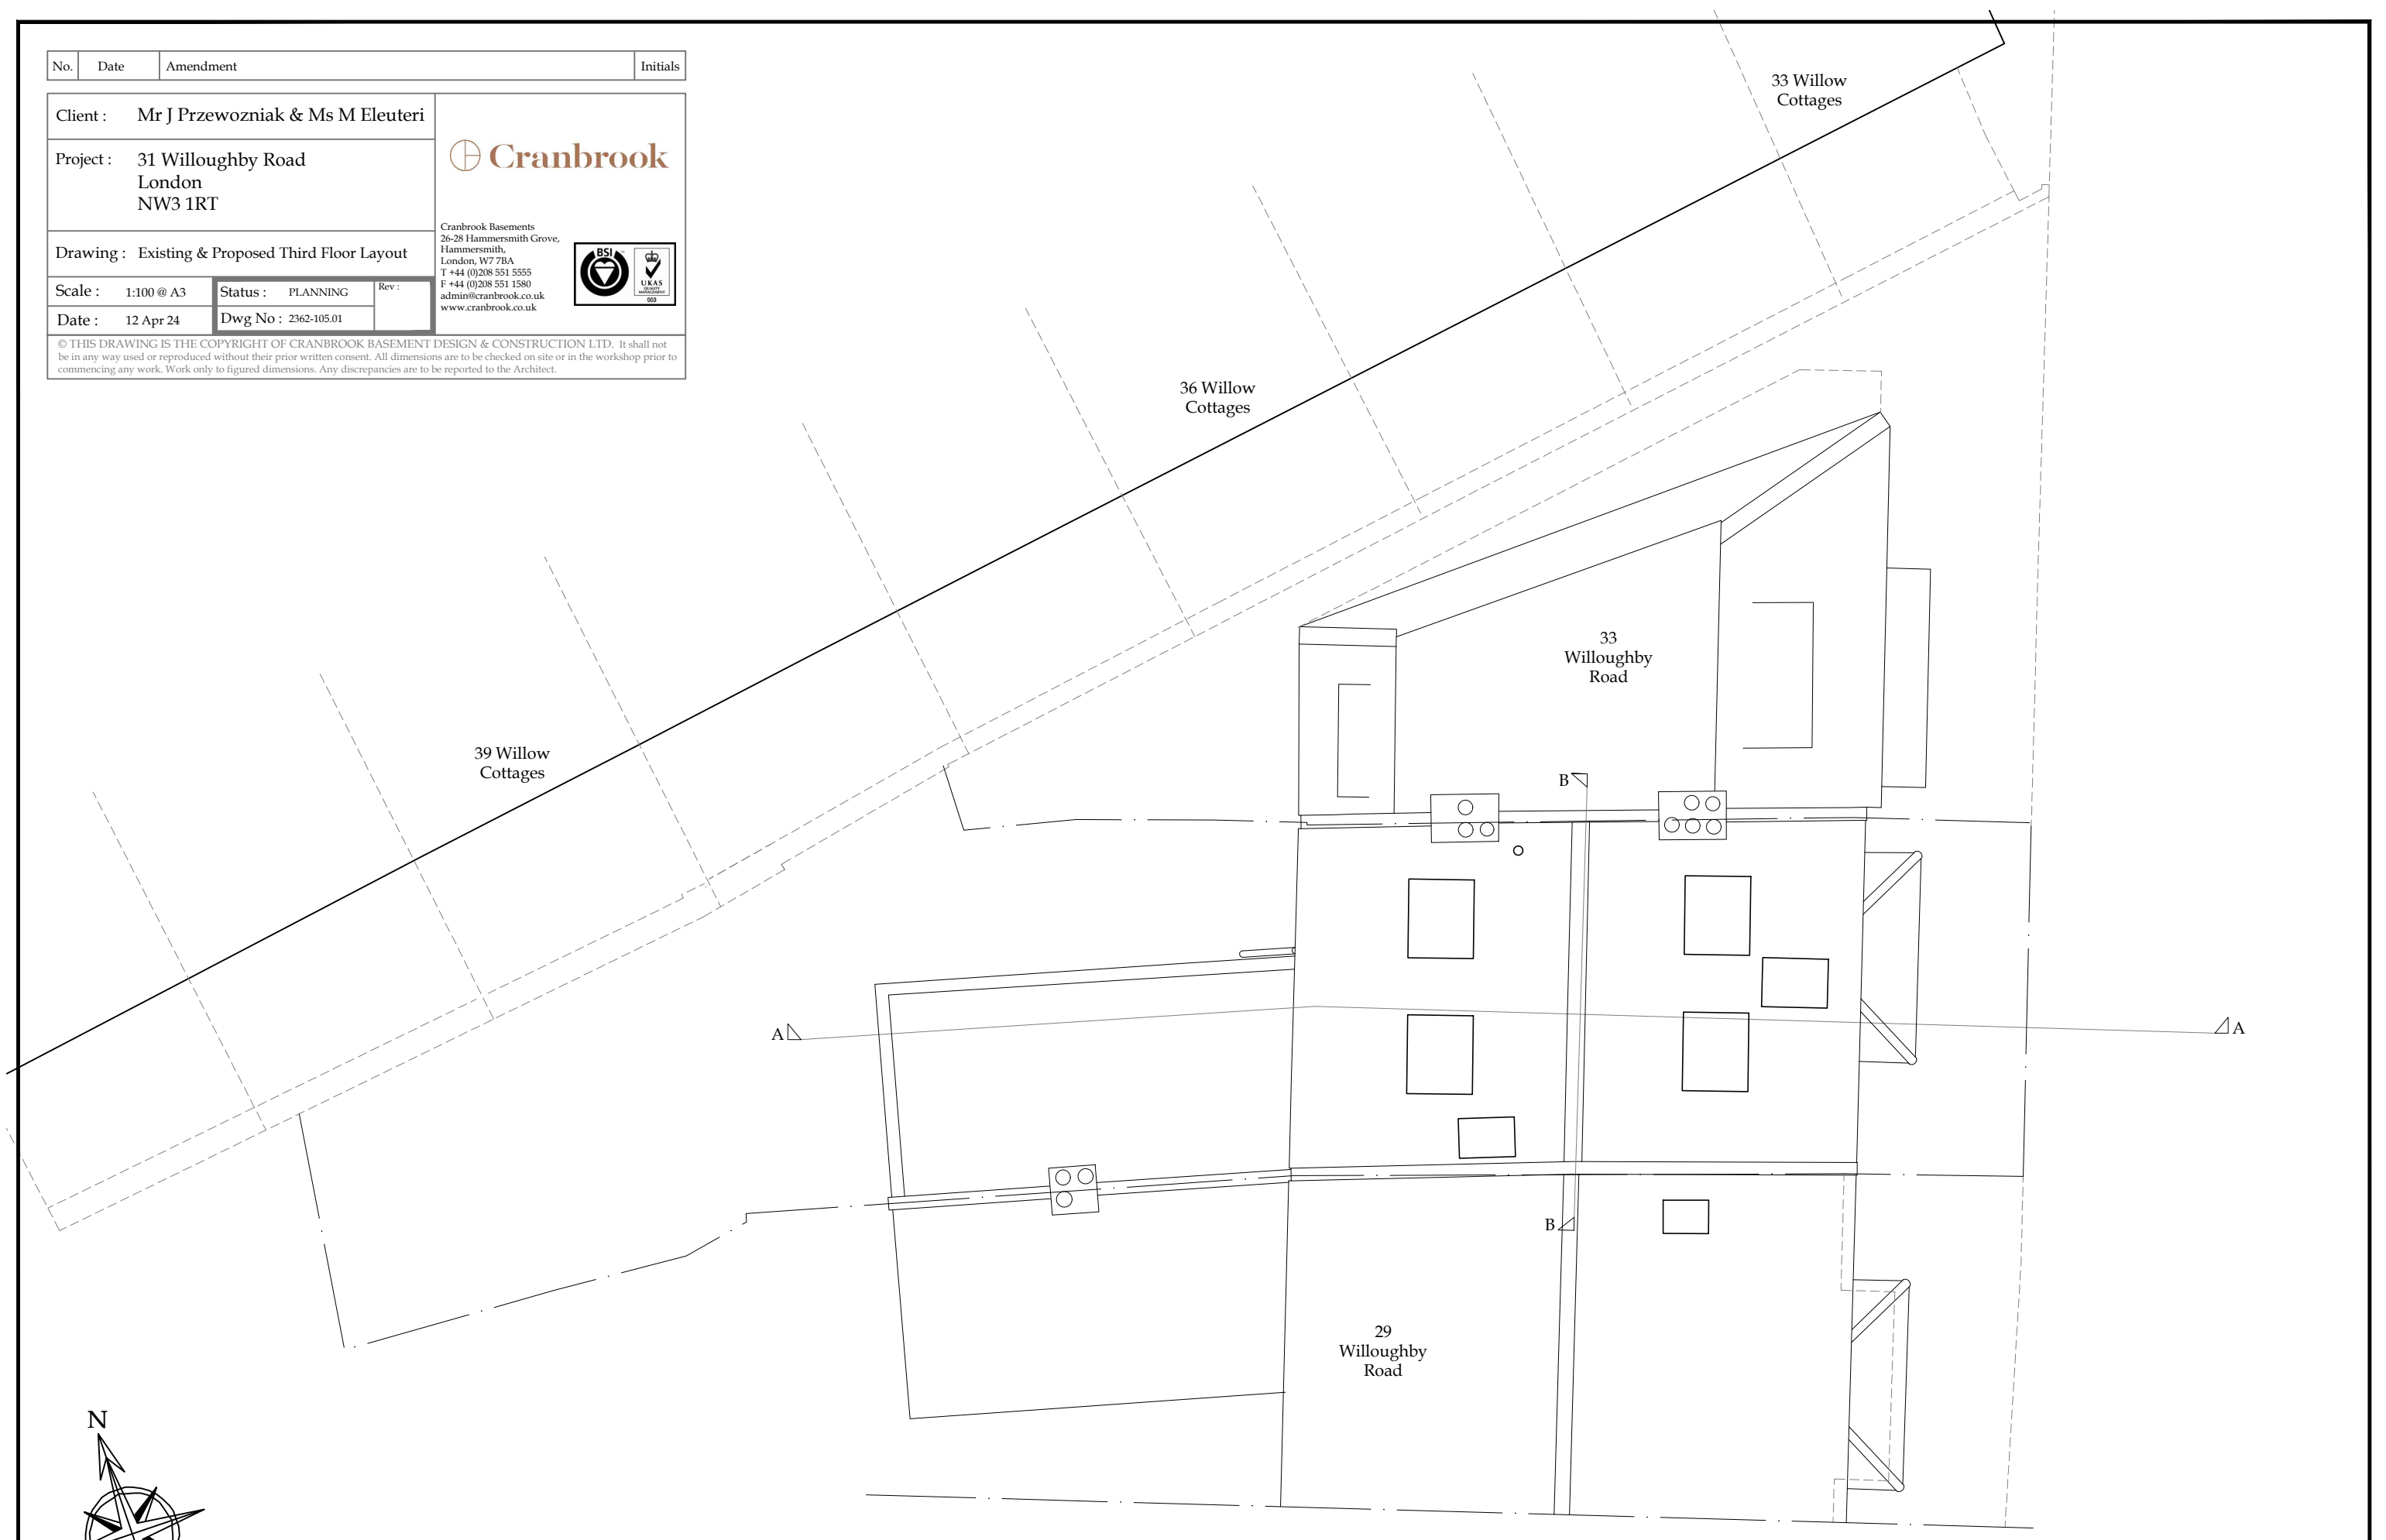 No. Date Amendment Initials
Client : Mr J Przewozniak & Ms M Eleuteri
Project : 31 Willoughby Road
London
NW3 1RT
Drawing : Existing & Proposed Third Floor Layout
Scale : 1:100 @ A3
Status : PLANNING
Rev :
Date : 12 Apr 24
Dwg No : 2362-105.01
Cranbrook
Cranbrook Basements
26-28 Hammersmith Grove,
Hammersmith,
London, W7 7BA
T +44 (0)208 551 5555
F +44 (0)208 551 1580
admin@cranbrook.co.uk
www.cranbrook.co.uk
BSI
UKAS
QUALITY
MANAGEMENT
003
© THIS DRAWING IS THE COPYRIGHT OF CRANBROOK BASEMENT DESIGN & CONSTRUCTION LTD. It shall not
be in any way used or reproduced without their prior written consent. All dimensions are to be checked on site or in the workshop prior to
commencing any work. Work only to figured dimensions. Any discrepancies are to be reported to the Architect.
33 Willow
Cottages
36 Willow
Cottages
39 Willow
Cottages
33
Willoughby
Road
B
A
A
B
29
Willoughby
Road
N